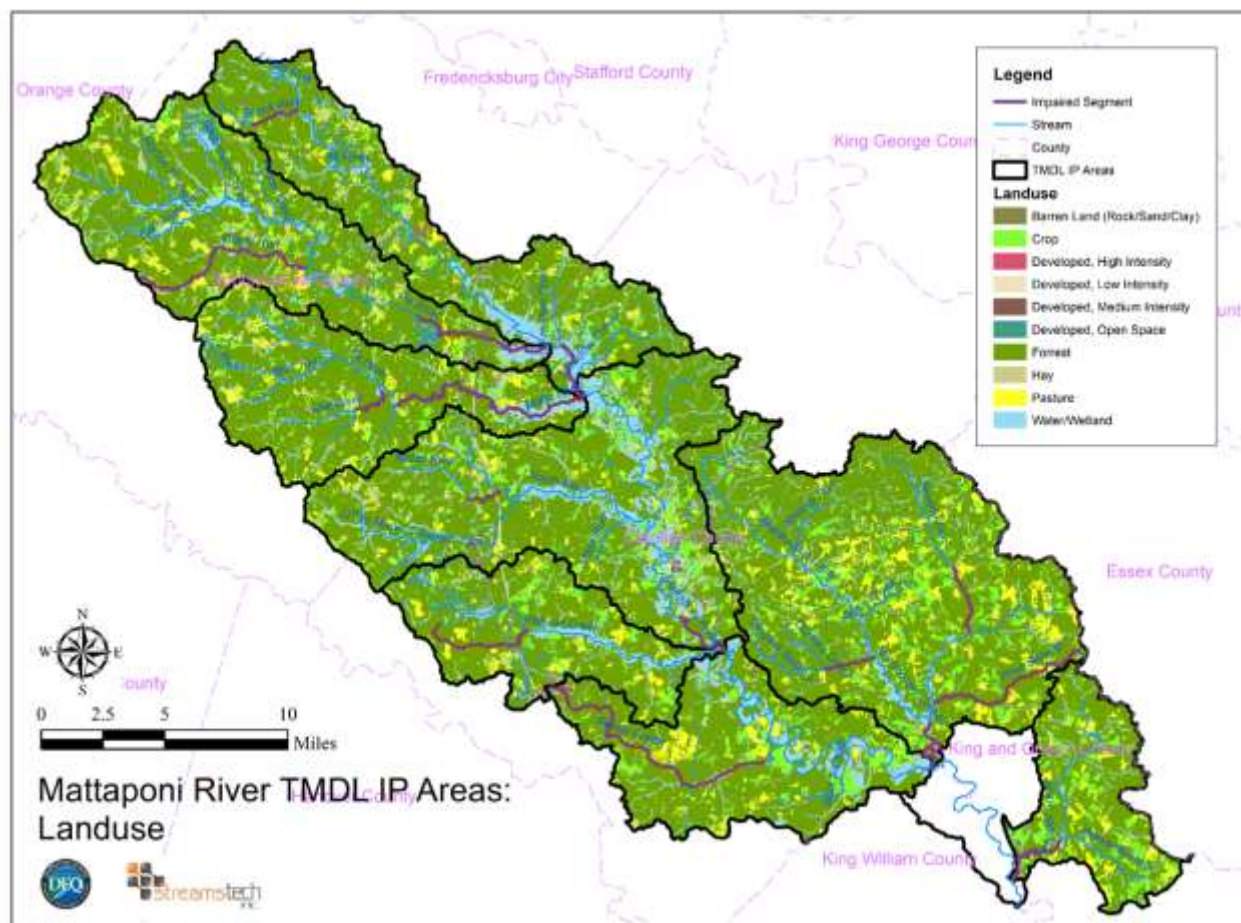 Orange County
Fredericksburg City
Stafford County
King George Coun
Legend
Impaired Segment
Stream
County
TMDL IP Areas
Landuse
Barren Land (Rock/Sand/Clay)
Crop
Developed, High Intensity
Developed, Low Intensity
Developed, Medium Intensity
Developed, Open Space
Forrest
Hay
Pasture
Water/Wetland
Essex County
N
W
E
S
ounty
0 2.5 5 10
Miles
King and
Mattaponi River TMDL IP Areas:
Landuse
County
King William County
DEQ
streamstech